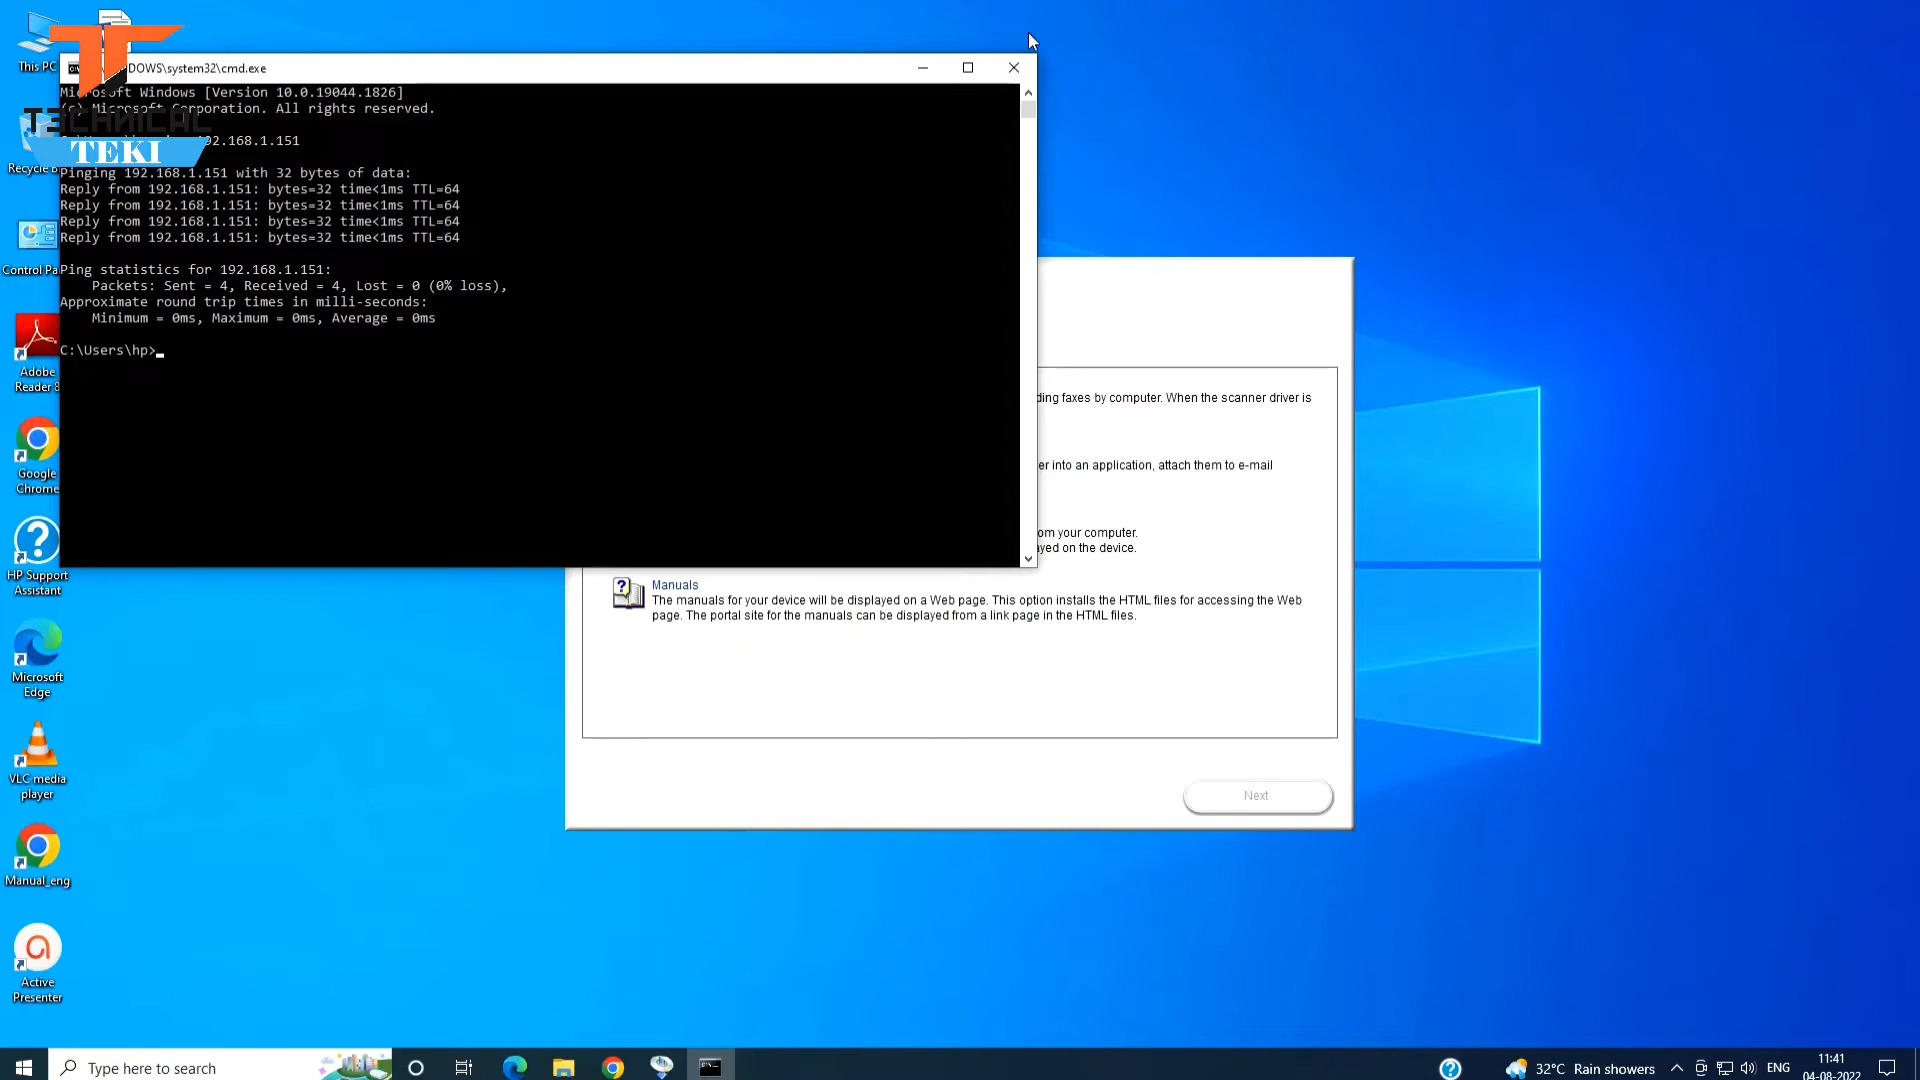 This PC
TECHNICAL
TEKI
Recycle B
Control Pa
Adobe
Reader 8
Google
Chrome
HP Support
Assistant
Microsoft
Edge
VLC media
player
Manual_eng
Active
Presenter
DOWS\system32\cmd.exe
Microsoft Windows [Version 10.0.19044.1826]
(c) Microsoft Corporation. All rights reserved.
92.168.1.151
Pinging 192.168.1.151 with 32 bytes of data:
Reply from 192.168.1.151: bytes=32 time<1ms TTL=64
Reply from 192.168.1.151: bytes=32 time<1ms TTL=64
Reply from 192.168.1.151: bytes=32 time<1ms TTL=64
Reply from 192.168.1.151: bytes=32 time<1ms TTL=64
Ping statistics for 192.168.1.151:
Packets: Sent = 4, Received = 4, Lost = 0 (0% loss),
Approximate round trip times in milli-seconds:
Minimum = 0ms, Maximum = 0ms, Average = 0ms
C:\Users\hp>
ding faxes by computer. When the scanner driver is
er into an application, attach them to e-mail
om your computer.
ayed on the device.
Manuals
The manuals for your device will be displayed on a Web page. This option installs the HTML files for accessing the Web
page. The portal site for the manuals can be displayed from a link page in the HTML files.
Next
Type here to search
32°C Rain showers
ENG
11:41
04-08-2022